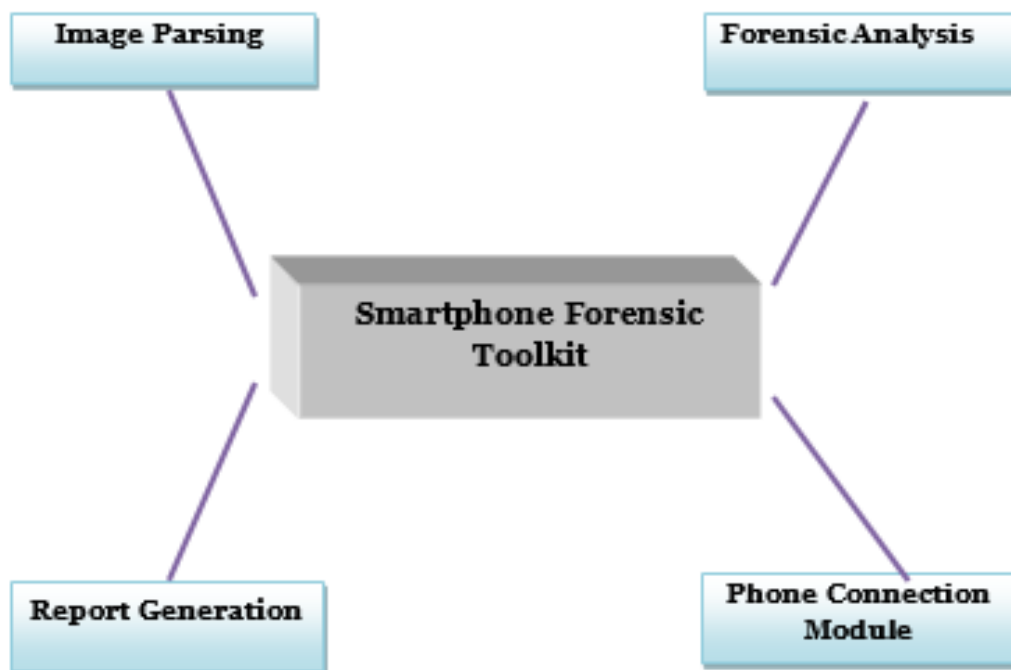 Image Parsing
Forensic Analysis
Smartphone Forensic
Toolkit
Report Generation
Phone Connection
Module